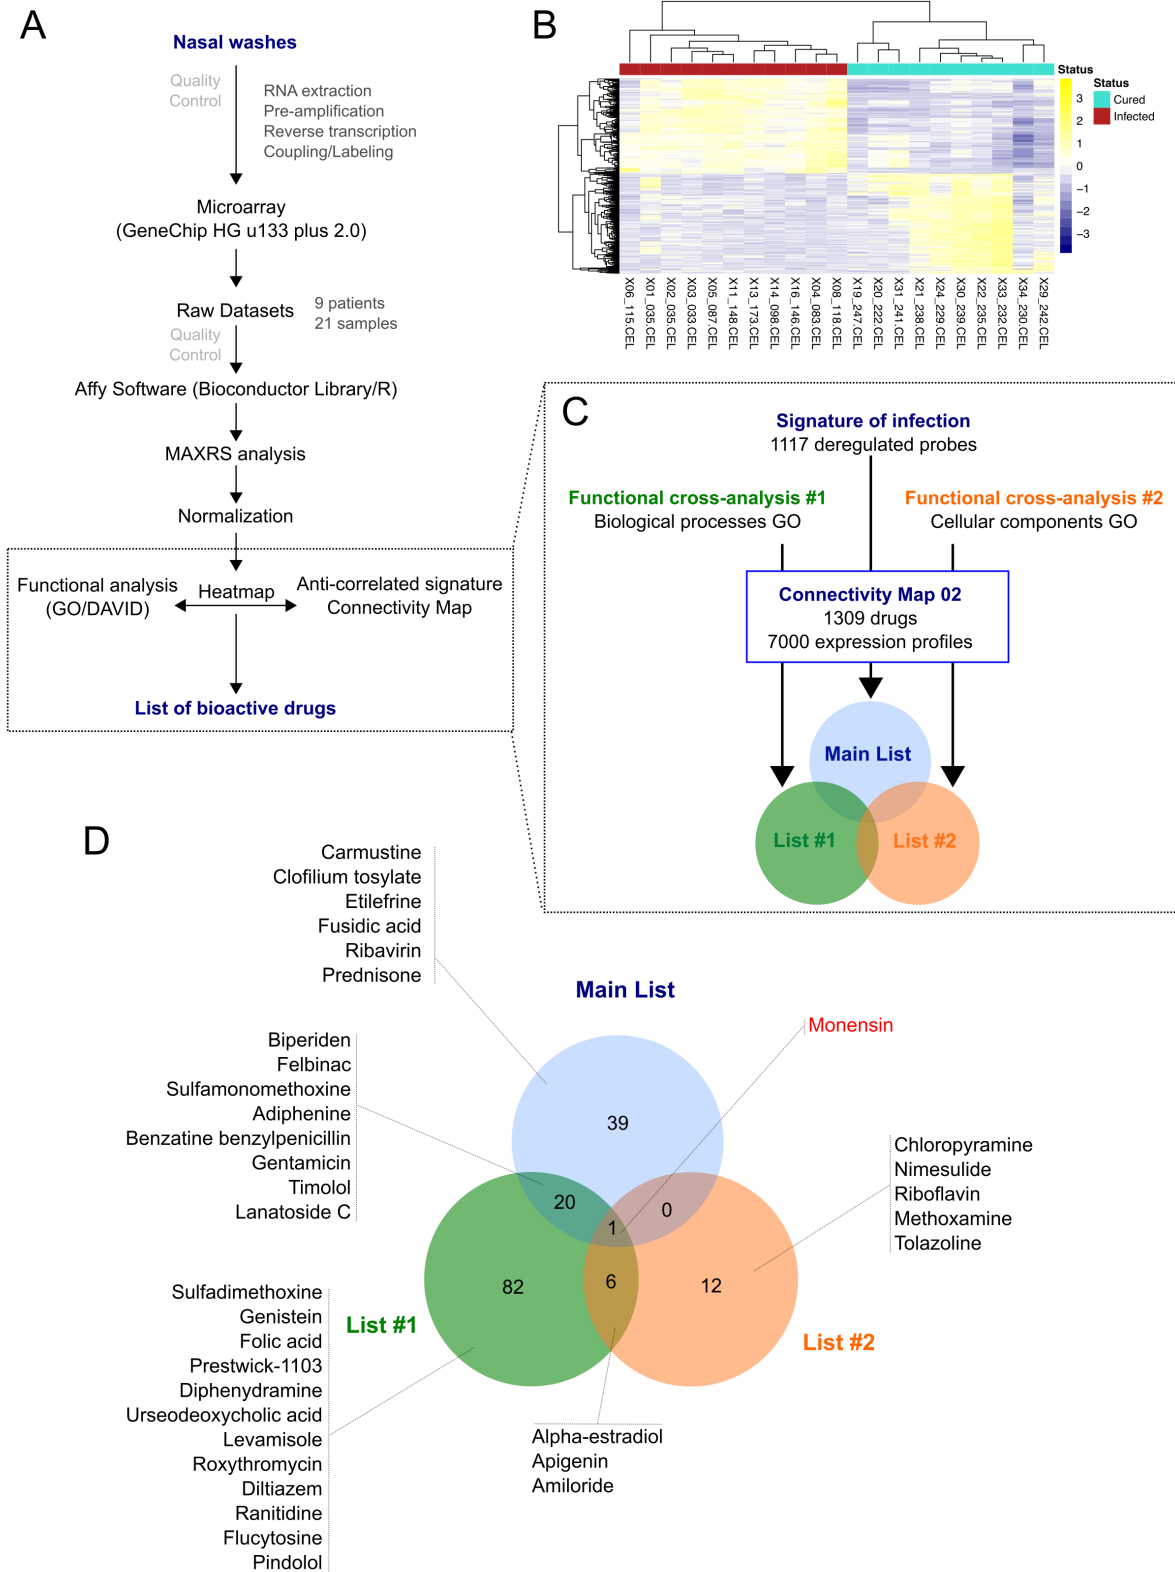 A
Nasal washes
Quality
Control
RNA extraction
Pre-amplification
Reverse transcription
Coupling/Labeling
Microarray
(GeneChip HG u133 plus 2.0)
Raw Datasets
9 patients
21 samples
Quality
Control
Affy Software (Bioconductor Library/R)
MAXRS analysis
Normalization
Functional analysis
(GO/DAVID)
Heatmap
Anti-correlated signature
Connectivity Map
List of bioactive drugs
B
Status
3
2
1
0
−1
−2
−3
Status
Cured
Infected
X06_115.CEL
X01_035.CEL
X02_035.CEL
X03_033.CEL
X05_087.CEL
X11_148.CEL
X13_173.CEL
X14_098.CEL
X16_146.CEL
X04_083.CEL
X08_118.CEL
X19_247.CEL
X20_222.CEL
X31_241.CEL
X21_238.CEL
X24_229.CEL
X30_239.CEL
X22_235.CEL
X33_232.CEL
X34_230.CEL
X29_242.CEL
C
Signature of infection
1117 deregulated probes
Functional cross-analysis #1
Biological processes GO
Functional cross-analysis #2
Cellular components GO
Connectivity Map 02
1309 drugs
7000 expression profiles
Main List
List #1
List #2
D
Carmustine
Clofilium tosylate
Etilefrine
Fusidic acid
Ribavirin
Prednisone
Main List
Monensin
Biperiden
Felbinac
Sulfamonomethoxine
Adiphenine
Benzatine benzylpenicillin
Gentamicin
Timolol
Lanatoside C
39
20
1
0
82
6
12
Chloropyramine
Nimesulide
Riboflavin
Methoxamine
Tolazoline
List #1
List #2
Sulfadimethoxine
Genistein
Folic acid
Prestwick-1103
Diphenydramine
Urseodeoxycholic acid
Levamisole
Roxythromycin
Diltiazem
Ranitidine
Flucytosine
Pindolol
Alpha-estradiol
Apigenin
Amiloride